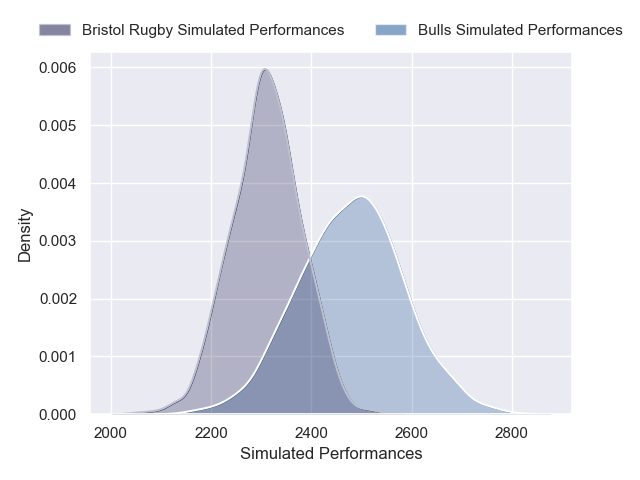 Bristol Rugby Simulated Performances Bulls Simulated Performances
0.006
0.005
0.004
0.003
0.002
0.001
0.000
Density
2000 2200 2400 2600 2800
Simulated Performances